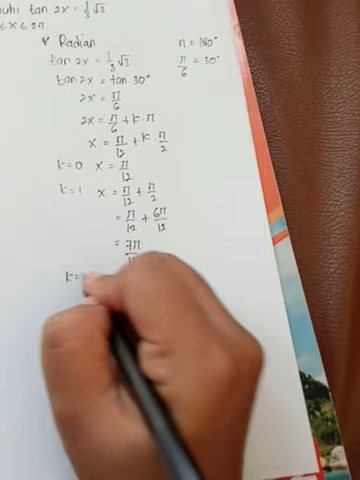 tan 2x = 1/3 √3
≤ x ≤ 2π.
* Radian
π = 180°
tan 2x = 1/3 √3
π/6 = 30°
tan 2x = tan 30°
2x = π/6
2x = π/6 + k. π
x = π/12 + k. π/2
k=0 x = π/12
k=1 x = π/12 + π/2
= π/12 + 6π/12
= 7π
k=